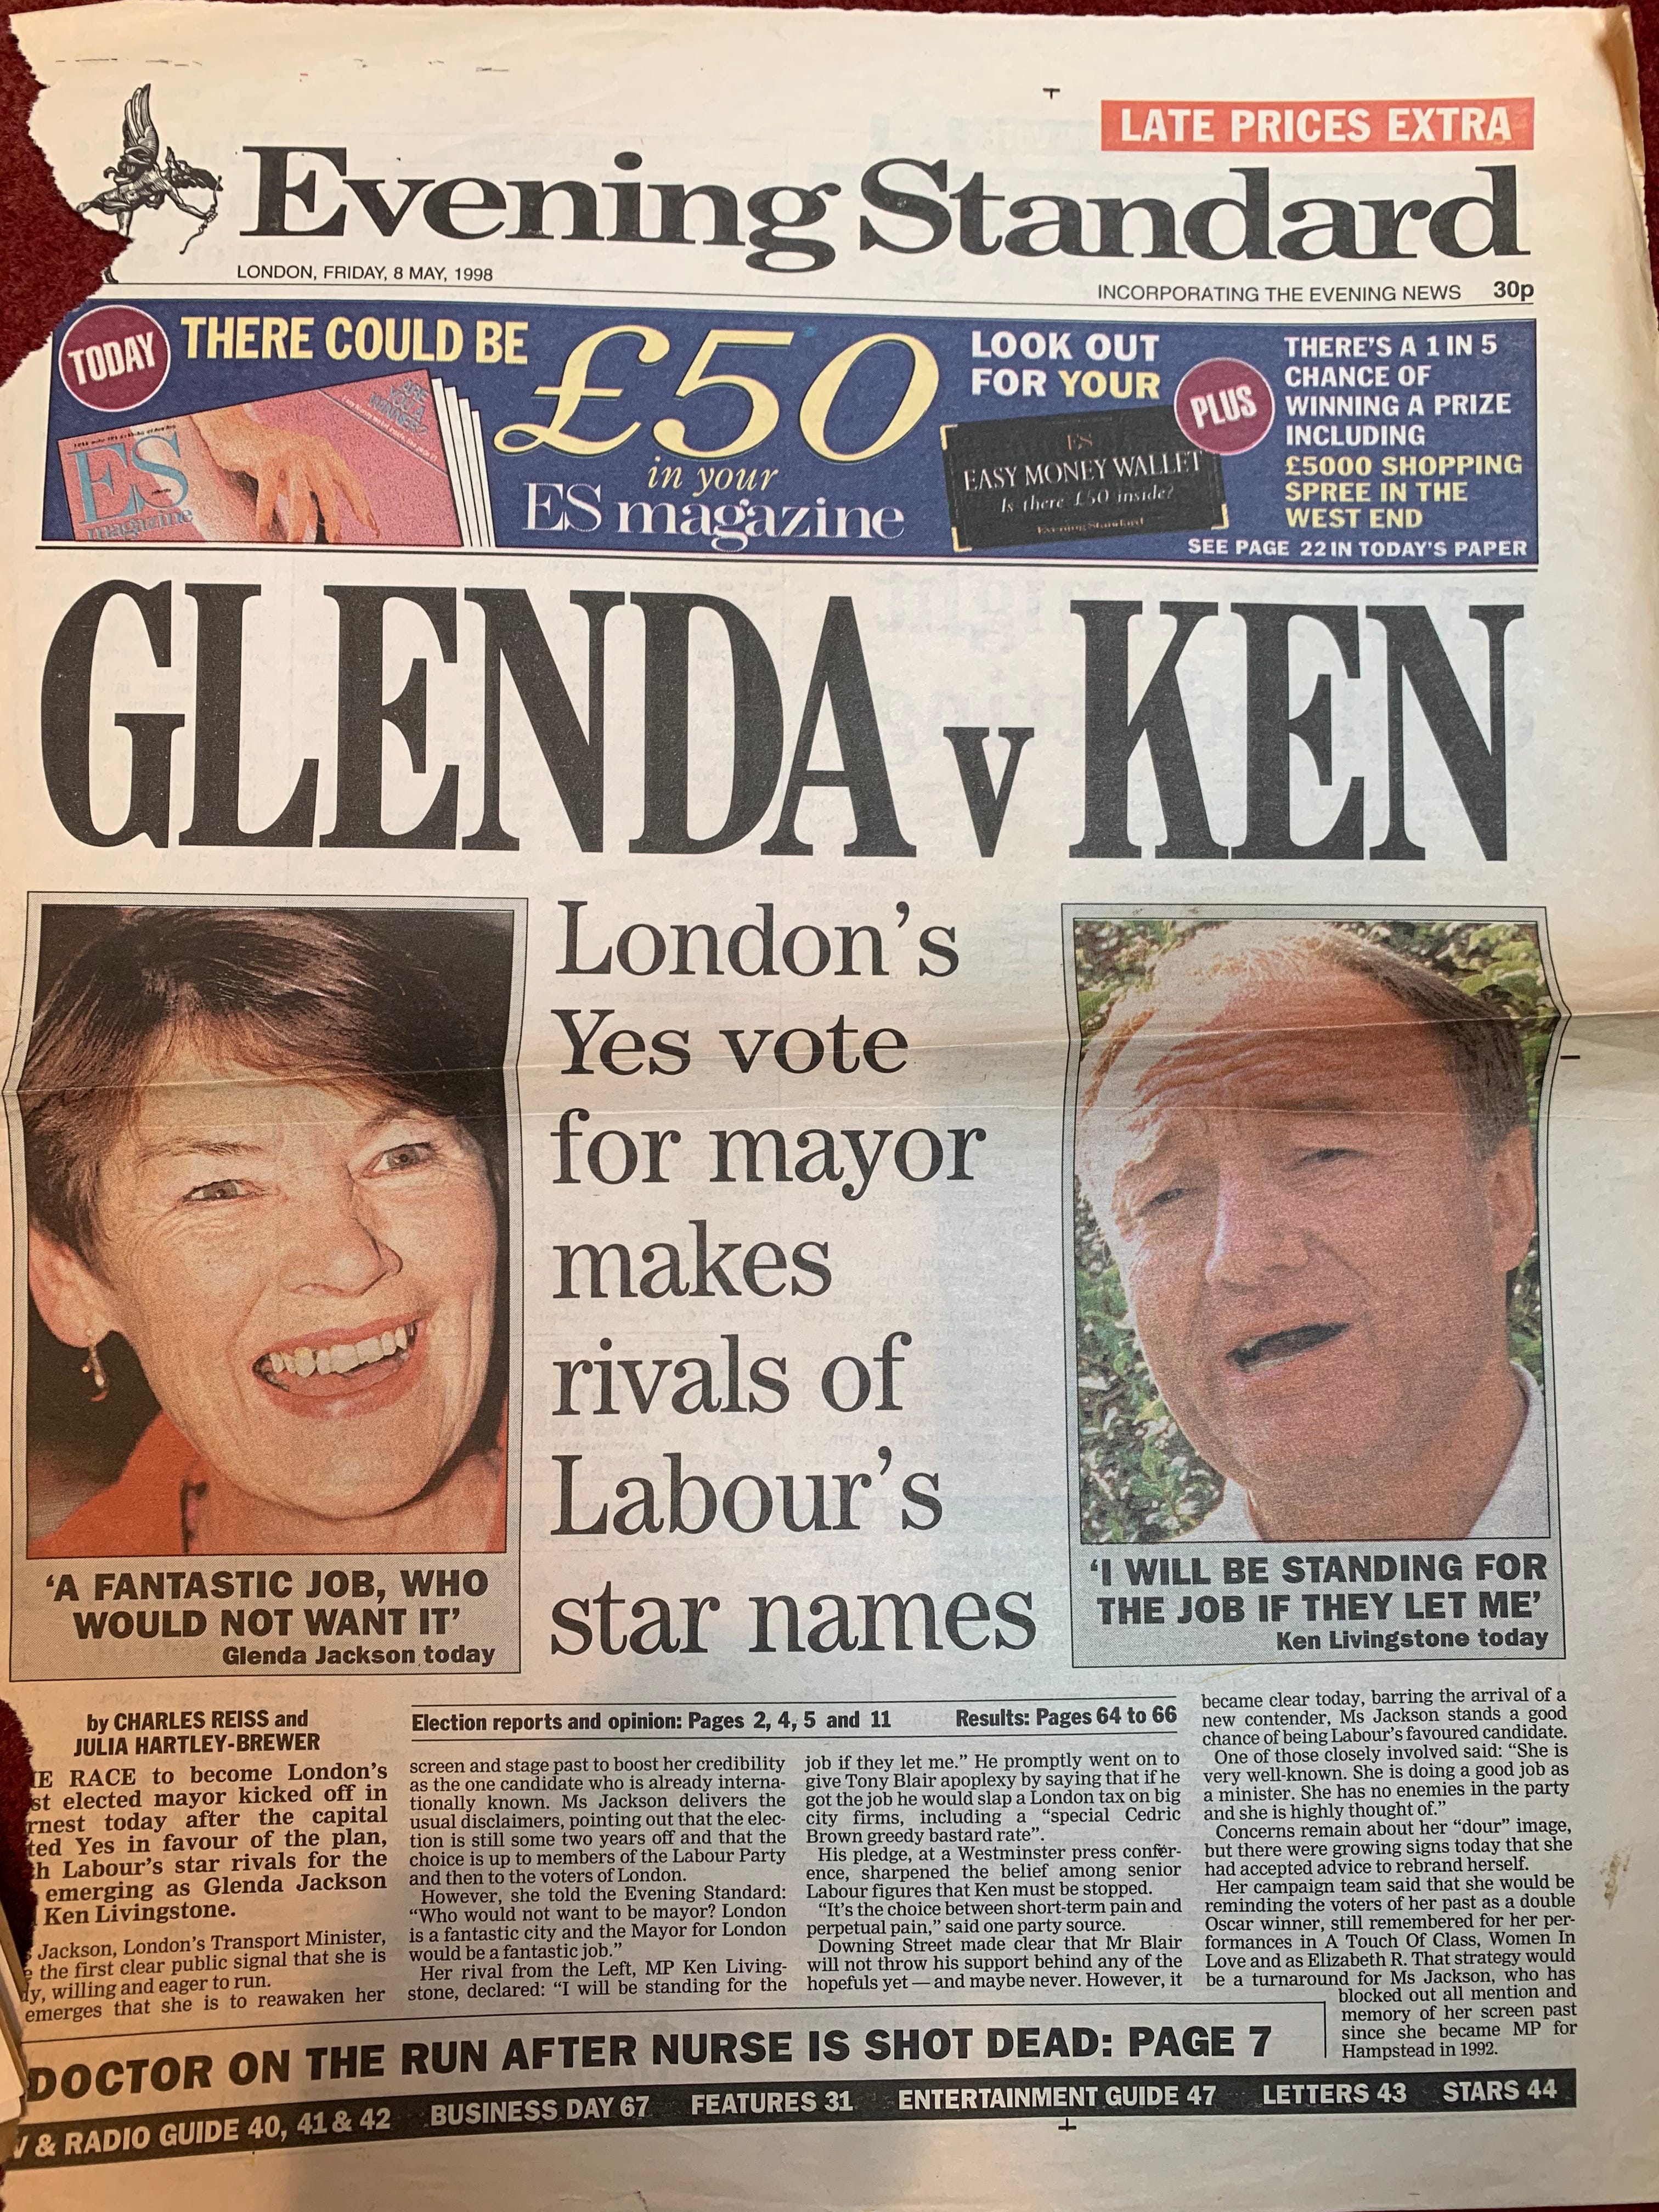 LATE PRICES EXTRA
Evening Standard
LONDON, FRIDAY, 8 MAY, 1998
INCORPORATING THE EVENING NEWS 30p
TODAY
THERE COULD BE
£50
in your
ES magazine
ARE
YOU A
WINNER?
ES
magazine
LOOK OUT
FOR YOUR
ES
EASY MONEY WALLET
Is there £50 inside?
Evening Standard
PLUS
THERE'S A 1 IN 5
CHANCE OF
WINNING A PRIZE
INCLUDING
£5000 SHOPPING
SPREE IN THE
WEST END
SEE PAGE 22 IN TODAY'S PAPER
GLENDA v KEN
London's
Yes vote
for mayor
makes
rivals of
Labour's
star names
‘A FANTASTIC JOB, WHO
WOULD NOT WANT IT’
Glenda Jackson today
‘I WILL BE STANDING FOR
THE JOB IF THEY LET ME’
Ken Livingstone today
by CHARLES REISS and
JULIA HARTLEY-BREWER
E RACE to become London's
st elected mayor kicked off in
rnest today after the capital
ted Yes in favour of the plan,
h Labour's star rivals for the
emerging as Glenda Jackson
Ken Livingstone.
Jackson, London's Transport Minister,
the first clear public signal that she is
y, willing and eager to run.
emerges that she is to reawaken her
Election reports and opinion: Pages 2, 4, 5 and 11 Results: Pages 64 to 66
screen and stage past to boost her credibility
as the one candidate who is already interna-
tionally known. Ms Jackson delivers the
usual disclaimers, pointing out that the elec-
tion is still some two years off and that the
choice is up to members of the Labour Party
and then to the voters of London.
However, she told the Evening Standard:
“Who would not want to be mayor? London
is a fantastic city and the Mayor for London
would be a fantastic job.”
Her rival from the Left, MP Ken Living-
stone, declared: “I will be standing for the
job if they let me.” He promptly went on to
give Tony Blair apoplexy by saying that if he
got the job he would slap a London tax on big
city firms, including a “special Cedric
Brown greedy bastard rate”.
His pledge, at a Westminster press confer-
ence, sharpened the belief among senior
Labour figures that Ken must be stopped.
“It's the choice between short-term pain and
perpetual pain,” said one party source.
Downing Street made clear that Mr Blair
will not throw his support behind any of the
hopefuls yet — and maybe never. However, it
became clear today, barring the arrival of a
new contender, Ms Jackson stands a good
chance of being Labour's favoured candidate.
One of those closely involved said: “She is
very well-known. She is doing a good job as
a minister. She has no enemies in the party
and she is highly thought of.”
Concerns remain about her “dour” image,
but there were growing signs today that she
had accepted advice to rebrand herself.
Her campaign team said that she would be
reminding the voters of her past as a double
Oscar winner, still remembered for her per-
formances in A Touch Of Class, Women In
Love and as Elizabeth R. That strategy would
be a turnaround for Ms Jackson, who has
blocked out all mention and
memory of her screen past
since she became MP for
Hampstead in 1992.
DOCTOR ON THE RUN AFTER NURSE IS SHOT DEAD: PAGE 7
V & RADIO GUIDE 40, 41 & 42 BUSINESS DAY 67 FEATURES 31 ENTERTAINMENT GUIDE 47 LETTERS 43 STARS 44